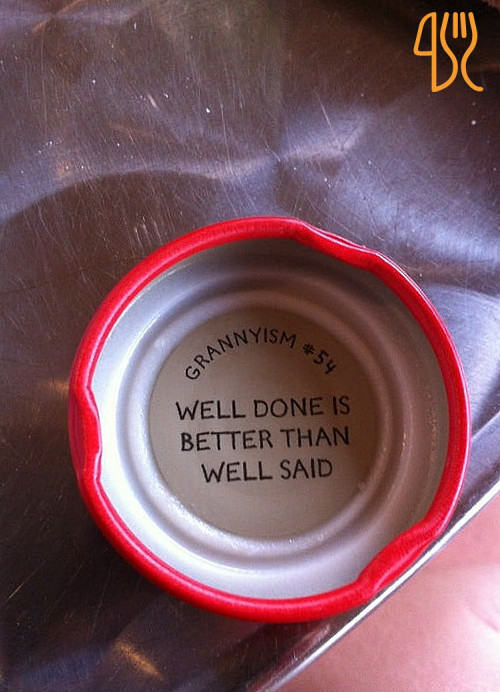 GRANNYISM #54
WELL DONE IS
BETTER THAN
WELL SAID